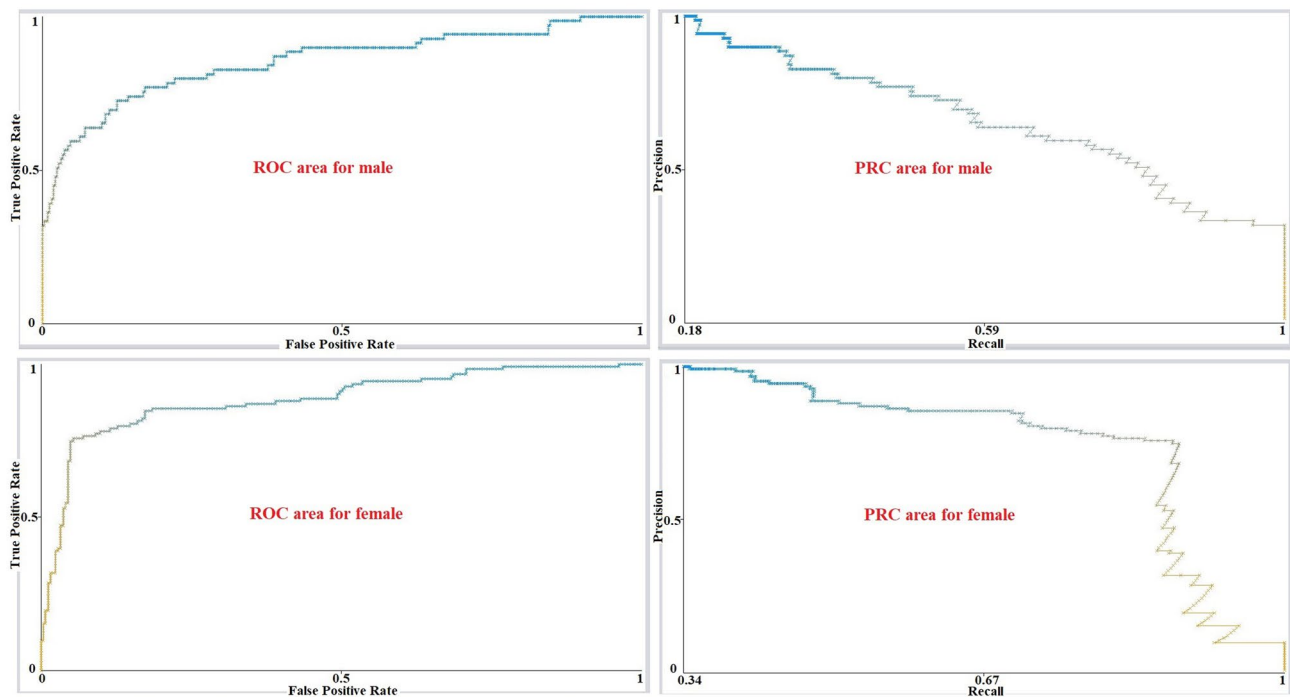 1
True Positive Rate
0.5
ROC area for male
0
0
0.5
1
False Positive Rate
1
Precision
0.5
PRC area for male
0
0.18
0.59
1
Recall
1
True Positive Rate
0.5
ROC area for female
0
0
0.5
1
False Positive Rate
1
Precision
0.5
PRC area for female
0
0.34
0.67
1
Recall